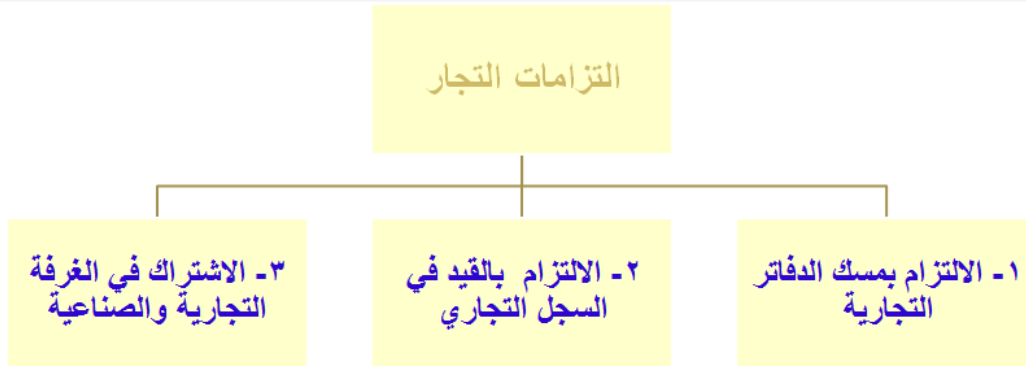 التزامات التجار
١- الالتزام بمسك الدفاتر
التجارية
٢- الالتزام بالقيد في
السجل التجاري
٣- الاشتراك في الغرفة
التجارية والصناعية